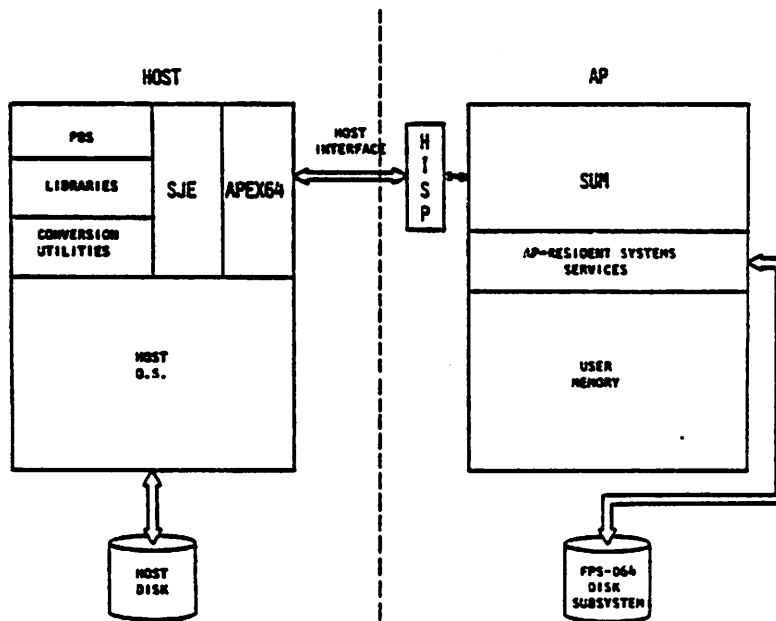 HOST
AP
PDS
LIBRARIES
CONVERSION
UTILITIES
SJE
APEX64
HOST
INTERFACE
H
I
S
P
SUM
AP-RESIDENT SYSTEMS
SERVICES
HOST
O.S.
USER
MEMORY
HOST
DISK
FPS-D64
DISK
SUBSYSTEM